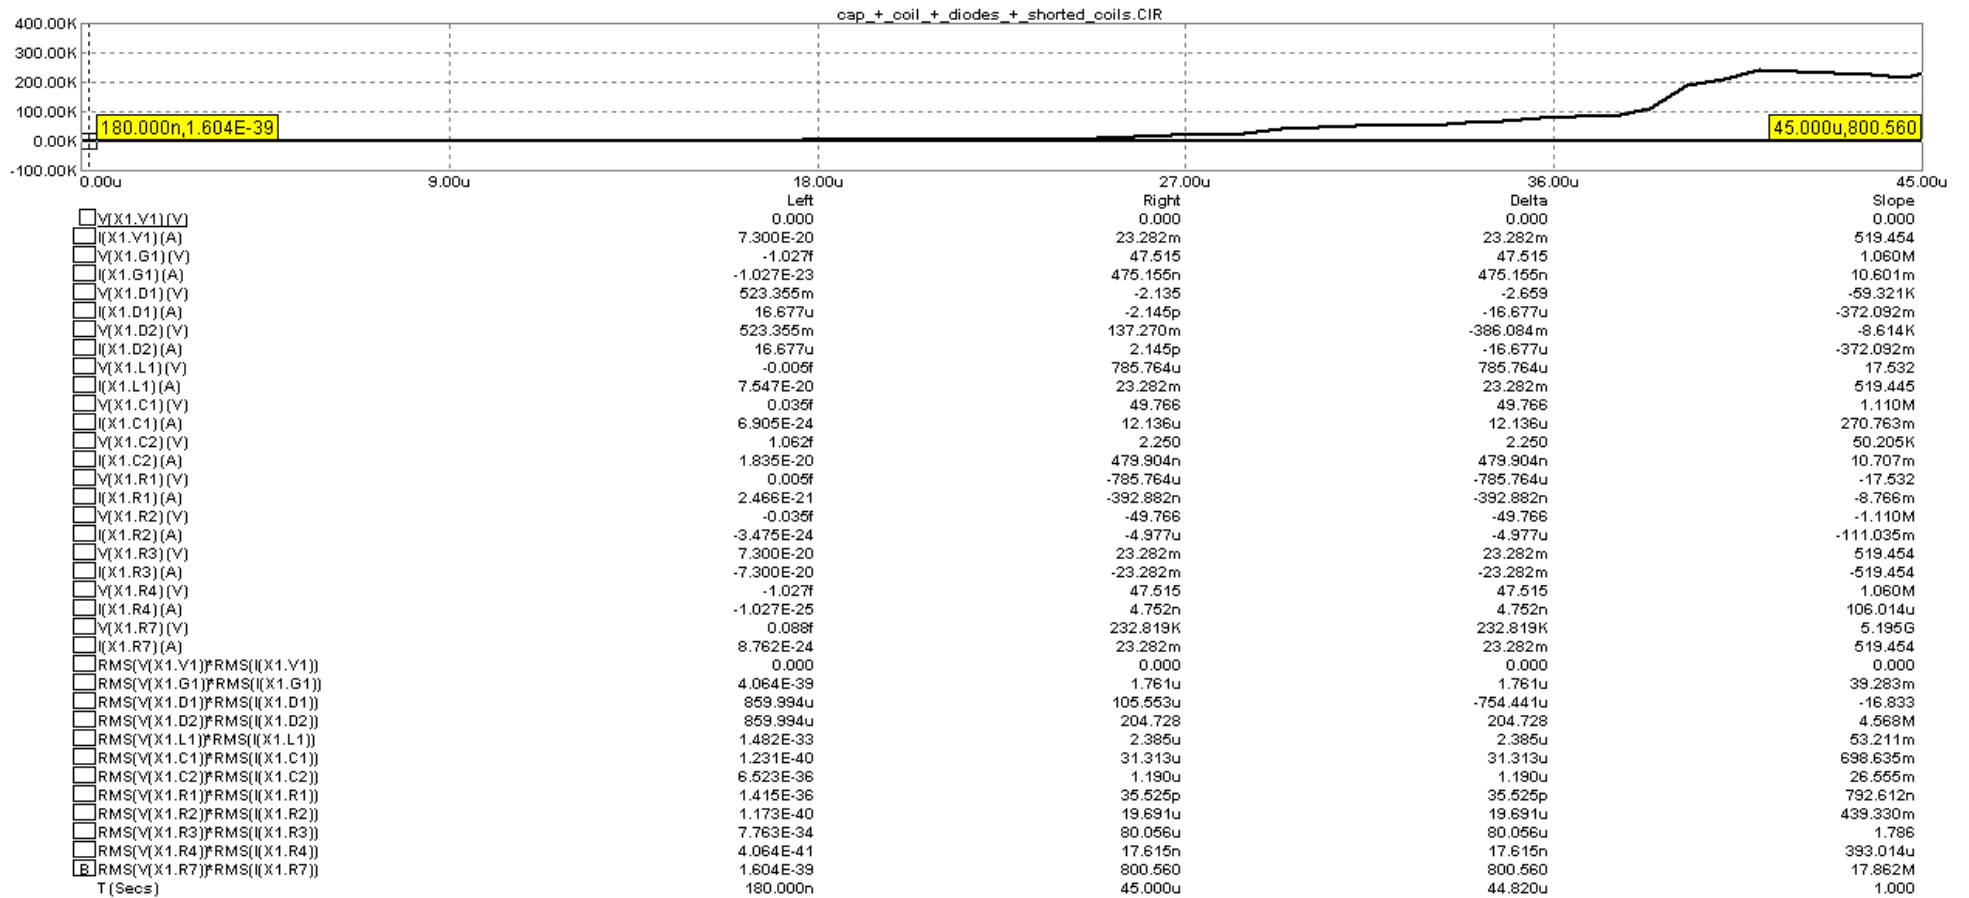 cap_+_coil_+_diodes_+_shorted_coils.CIR
400.00K
300.00K
200.00K
100.00K
0.00K
-100.00K
180.000n,1.604E-39
45.000u,800.560
0.00u 9.00u 18.00u 27.00u 36.00u 45.00u
Left Right Delta Slope
V(X1.V1)(V) 0.000 0.000 0.000 0.000
I(X1.V1)(A) 7.300E-20 23.282m 23.282m 519.454
V(X1.G1)(V) -1.027f 47.515 47.515 1.060M
I(X1.G1)(A) -1.027E-23 475.155n 475.155n 10.601m
V(X1.D1)(V) 523.355m -2.135 -2.659 -59.321K
I(X1.D1)(A) 16.677u -2.145p -16.677u -372.092m
V(X1.D2)(V) 523.355m 137.270m -386.084m -8.614K
I(X1.D2)(A) 16.677u 2.145p -16.677u -372.092m
V(X1.L1)(V) -0.005f 785.764u 785.764u 17.532
I(X1.L1)(A) 7.547E-20 23.282m 23.282m 519.445
V(X1.C1)(V) 0.035f 49.766 49.766 1.110M
I(X1.C1)(A) 6.905E-24 12.136u 12.136u 270.763m
V(X1.C2)(V) 1.062f 2.250 2.250 50.205K
I(X1.C2)(A) 1.835E-20 479.904n 479.904n 10.707m
V(X1.R1)(V) 0.005f -785.764u -785.764u -17.532
I(X1.R1)(A) 2.466E-21 -392.882n -392.882n -8.766m
V(X1.R2)(V) -0.035f -49.766 -49.766 -1.110M
I(X1.R2)(A) -3.475E-24 -4.977u -4.977u -111.035m
V(X1.R3)(V) 7.300E-20 23.282m 23.282m 519.454
I(X1.R3)(A) -7.300E-20 -23.282m -23.282m -519.454
V(X1.R4)(V) -1.027f 47.515 47.515 1.060M
I(X1.R4)(A) -1.027E-25 4.752n 4.752n 106.014u
V(X1.R7)(V) 0.088f 232.819K 232.819K 5.195G
I(X1.R7)(A) 8.762E-24 23.282m 23.282m 519.454
RMS(V(X1.V1))*RMS(I(X1.V1)) 0.000 0.000 0.000 0.000
RMS(V(X1.G1))*RMS(I(X1.G1)) 4.064E-39 1.761u 1.761u 39.283m
RMS(V(X1.D1))*RMS(I(X1.D1)) 859.994u 105.553u -754.441u -16.833
RMS(V(X1.D2))*RMS(I(X1.D2)) 859.994u 204.728 204.728 4.568M
RMS(V(X1.L1))*RMS(I(X1.L1)) 1.482E-33 2.385u 2.385u 53.211m
RMS(V(X1.C1))*RMS(I(X1.C1)) 1.231E-40 31.313u 31.313u 698.635m
RMS(V(X1.C2))*RMS(I(X1.C2)) 6.523E-36 1.190u 1.190u 26.555m
RMS(V(X1.R1))*RMS(I(X1.R1)) 1.415E-36 35.525p 35.525p 792.612n
RMS(V(X1.R2))*RMS(I(X1.R2)) 1.173E-40 19.691u 19.691u 439.330m
RMS(V(X1.R3))*RMS(I(X1.R3)) 7.763E-34 80.056u 80.056u 1.786
RMS(V(X1.R4))*RMS(I(X1.R4)) 4.064E-41 17.615n 17.615n 393.014u
B RMS(V(X1.R7))*RMS(I(X1.R7)) 1.604E-39 800.560 800.560 17.862M
T (Secs) 180.000n 45.000u 44.820u 1.000